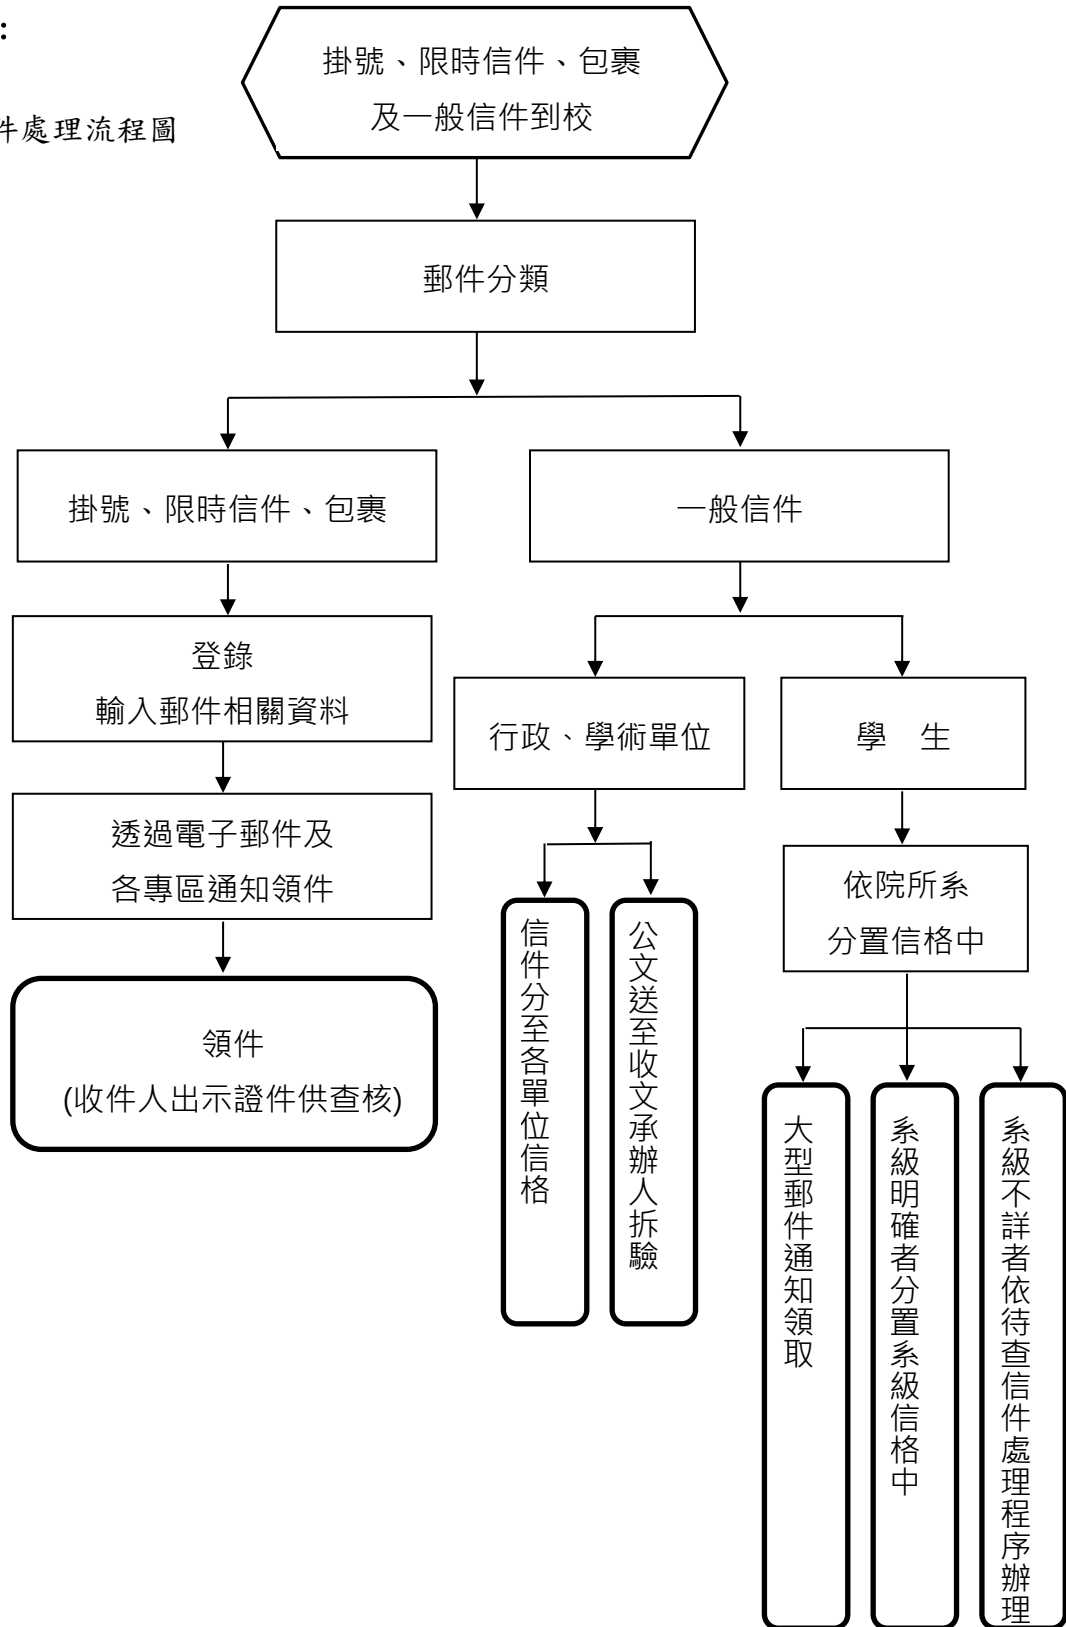 ：
件處理流程圖
掛號、限時信件、包裹
及一般信件到校
郵件分類
掛號、限時信件、包裹
一般信件
登錄
輸入郵件相關資料
行政、學術單位
學　生
透過電子郵件及
各專區通知領件
依院所系
分置信格中
領件
(收件人出示證件供查核)
信件分至各單位信格
公文送至收文承辦人拆驗
大型郵件通知領取
系級明確者分置系級信格中
系級不詳者依待查信件處理程序辦理